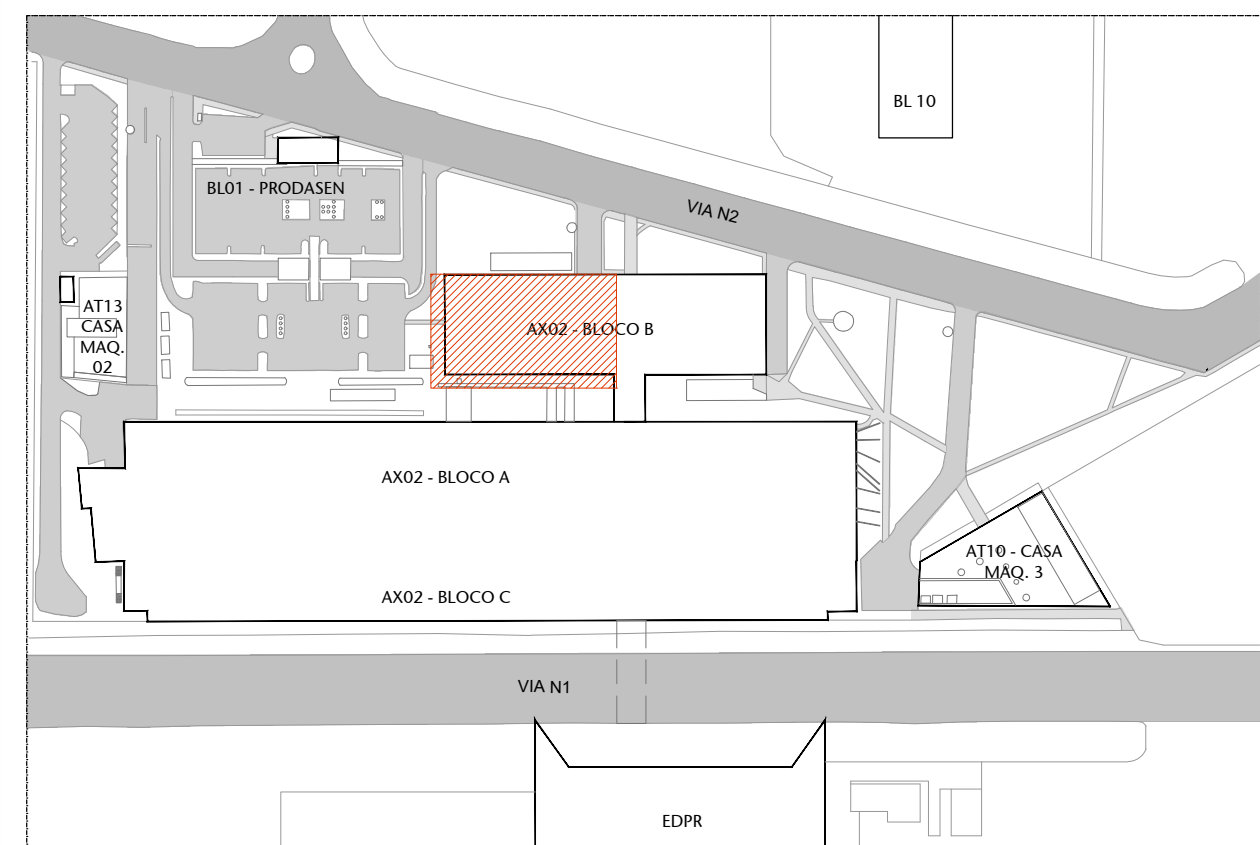 BL 10
BL01 - PRODASEN
VIA N2
AT13
CASA
MAQ.
02
AX02 - BLOCO B
AX02 - BLOCO A
AT10 - CASA
MAQ. 3
AX02 - BLOCO C
VIA N1
EDPR